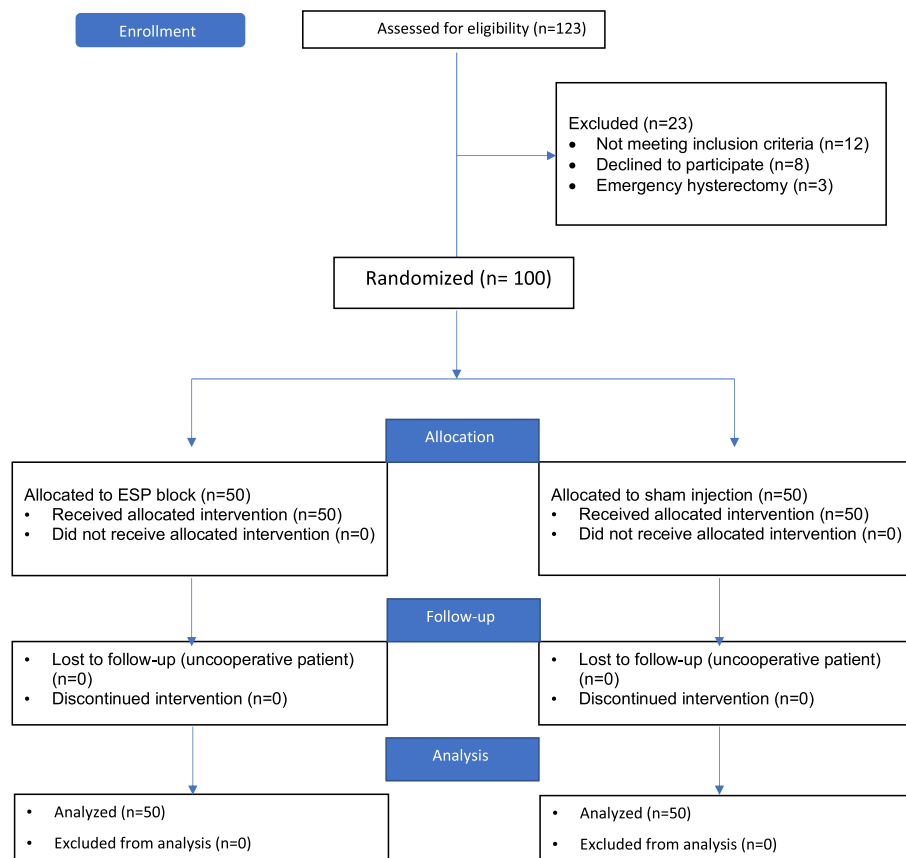 Enrollment
Assessed for eligibility (n=123)
Excluded (n=23)
• Not meeting inclusion criteria (n=12)
• Declined to participate (n=8)
• Emergency hysterectomy (n=3)
Randomized (n= 100)
Allocation
Allocated to ESP block (n=50)
• Received allocated intervention (n=50)
• Did not receive allocated intervention (n=0)
Allocated to sham injection (n=50)
• Received allocated intervention (n=50)
• Did not receive allocated intervention (n=0)
Follow-up
• Lost to follow-up (uncooperative patient)
(n=0)
• Discontinued intervention (n=0)
• Lost to follow-up (uncooperative patient)
(n=0)
• Discontinued intervention (n=0)
Analysis
• Analyzed (n=50)
• Excluded from analysis (n=0)
• Analyzed (n=50)
• Excluded from analysis (n=0)